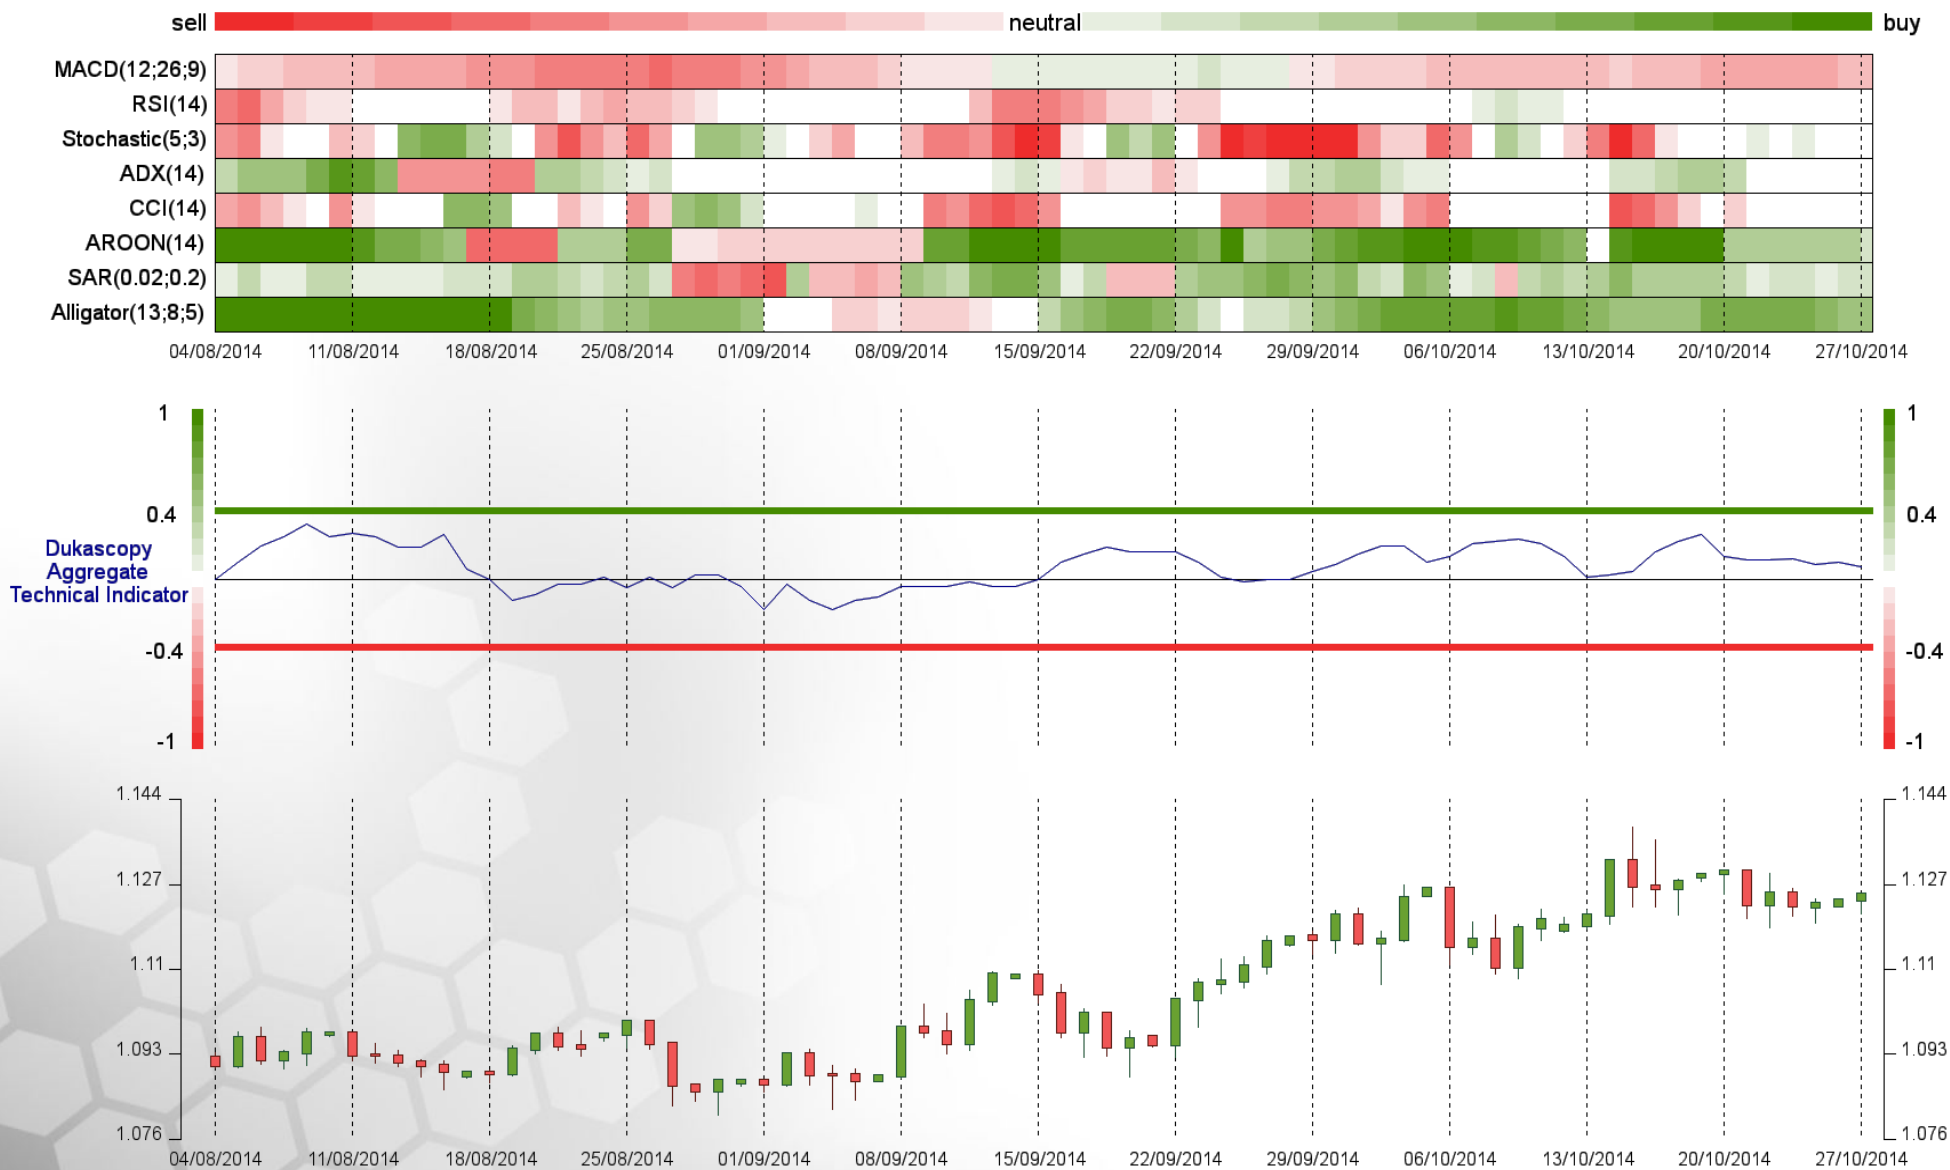 sell neutral buy
MACD(12;26;9)
RSI(14)
Stochastic(5;3)
ADX(14)
CCI(14)
AROON(14)
SAR(0.02;0.2)
Alligator(13;8;5)
04/08/2014 11/08/2014 18/08/2014 25/08/2014 01/09/2014 08/09/2014 15/09/2014 22/09/2014 29/09/2014 06/10/2014 13/10/2014 20/10/2014 27/10/2014
1 1
0.4 0.4
Dukascopy
Aggregate
Technical Indicator
-0.4 -0.4
-1 -1
1.144 1.144
1.127 1.127
1.11 1.11
1.093 1.093
1.076 1.076
04/08/2014 11/08/2014 18/08/2014 25/08/2014 01/09/2014 08/09/2014 15/09/2014 22/09/2014 29/09/2014 06/10/2014 13/10/2014 20/10/2014 27/10/2014